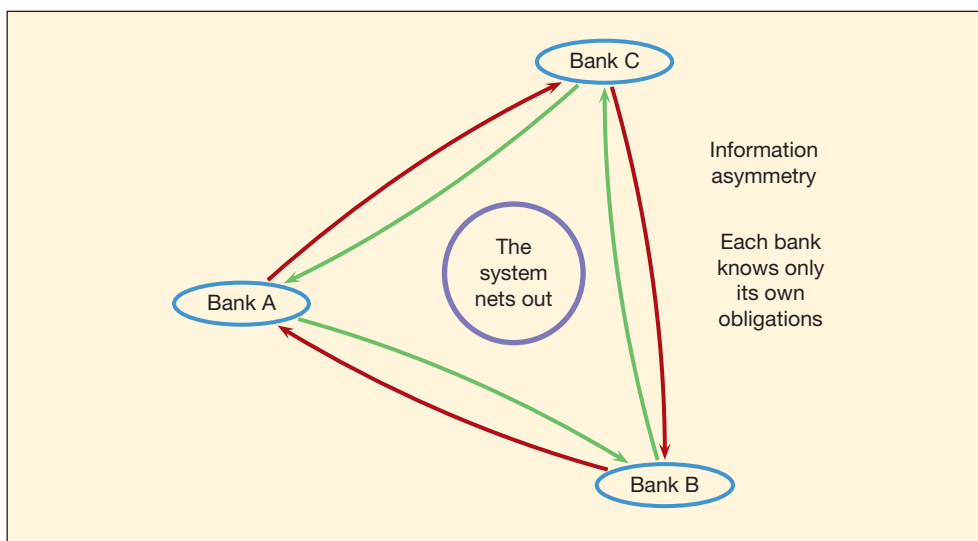 Bank C
Information
asymmetry
Each bank
knows only
its own
obligations
The
system
nets out
Bank A
Bank B